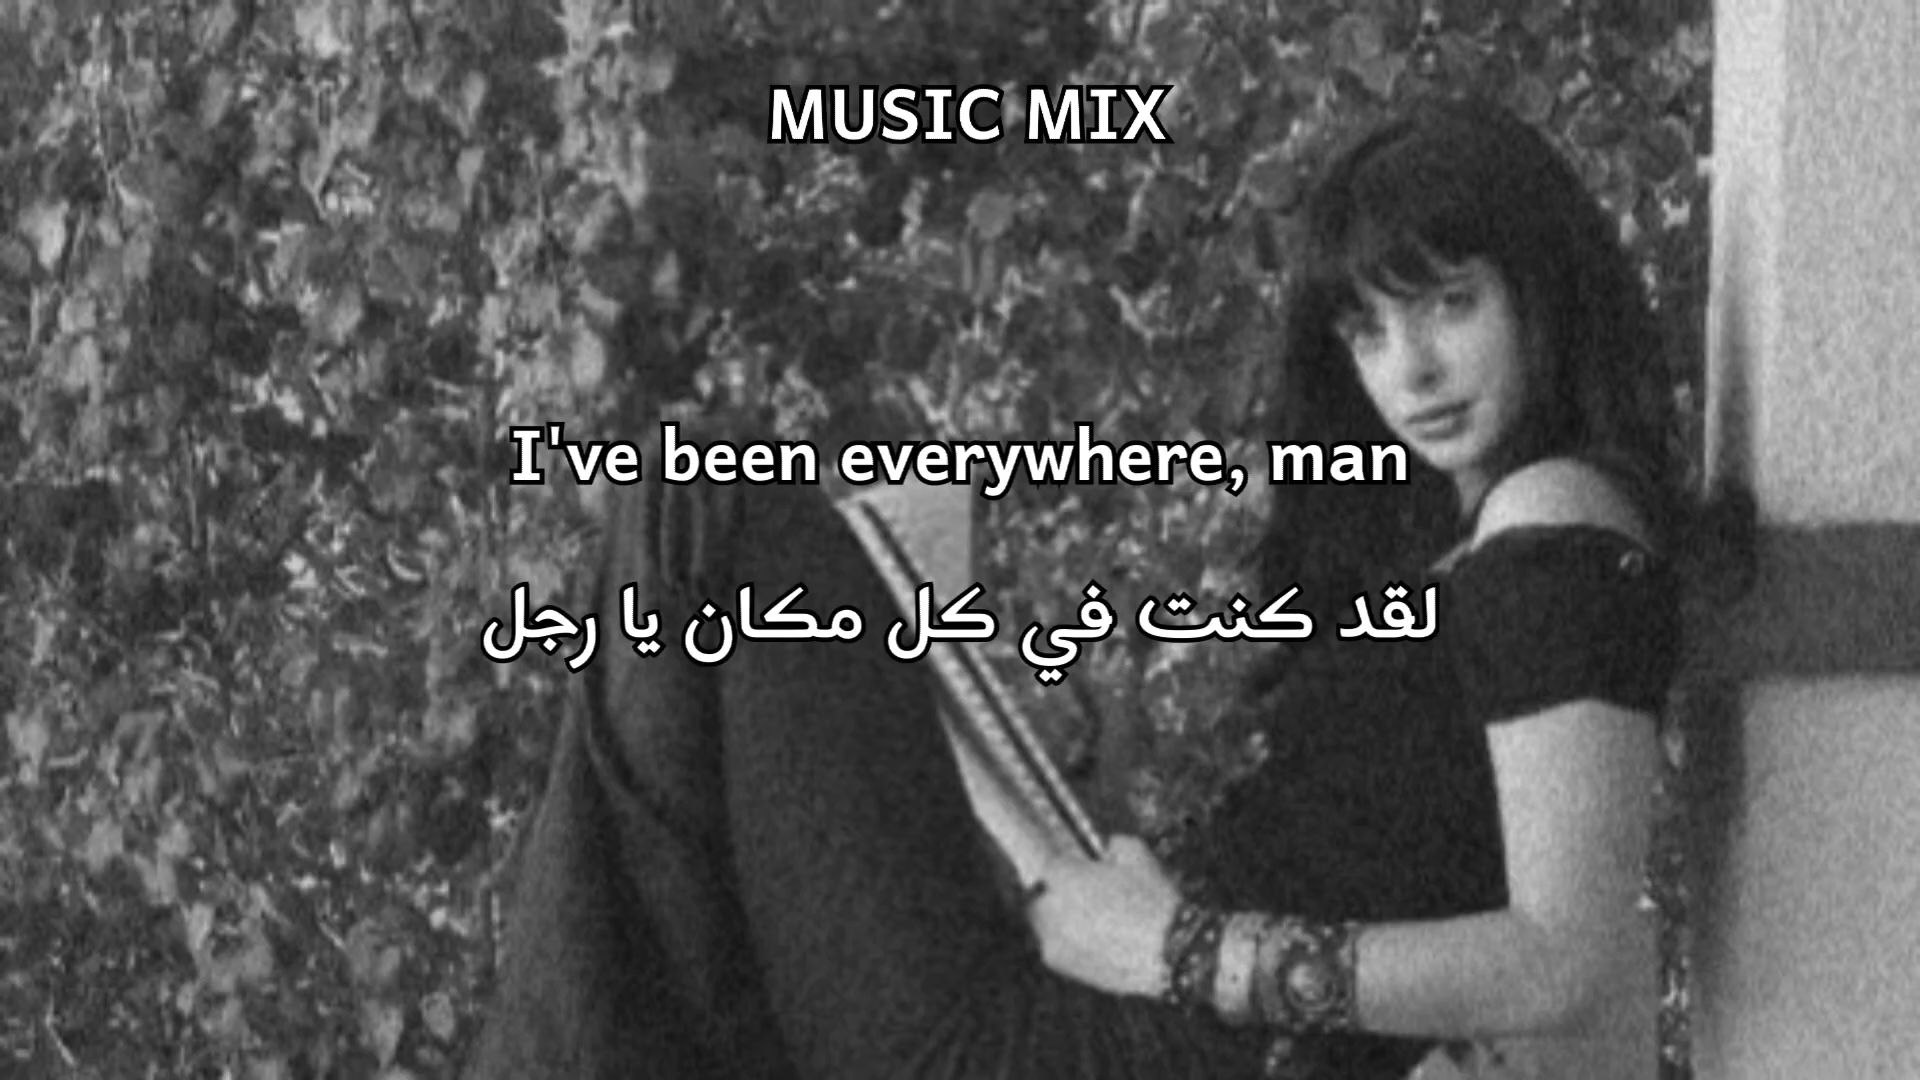 MUSIC MIX
I've been everywhere, man
لقد كنت في كل مكان يا رجل